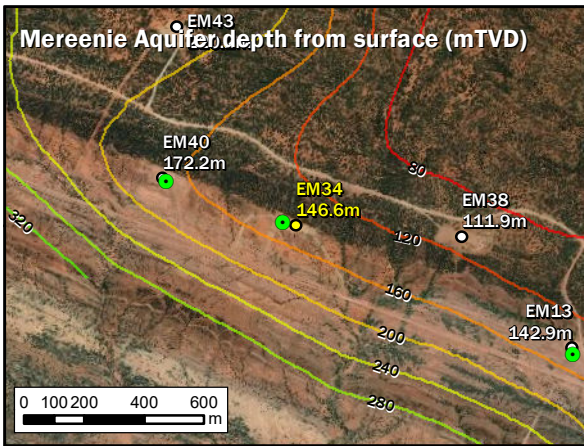 EM43
Mereenie Aquifer depth from surface (mTVD)
EM40
172.2m
EM34
146.6m
80
EM38
111.9m
320
120
160
EM13
142.9m
200
240
280
0 100 200 400 600
m